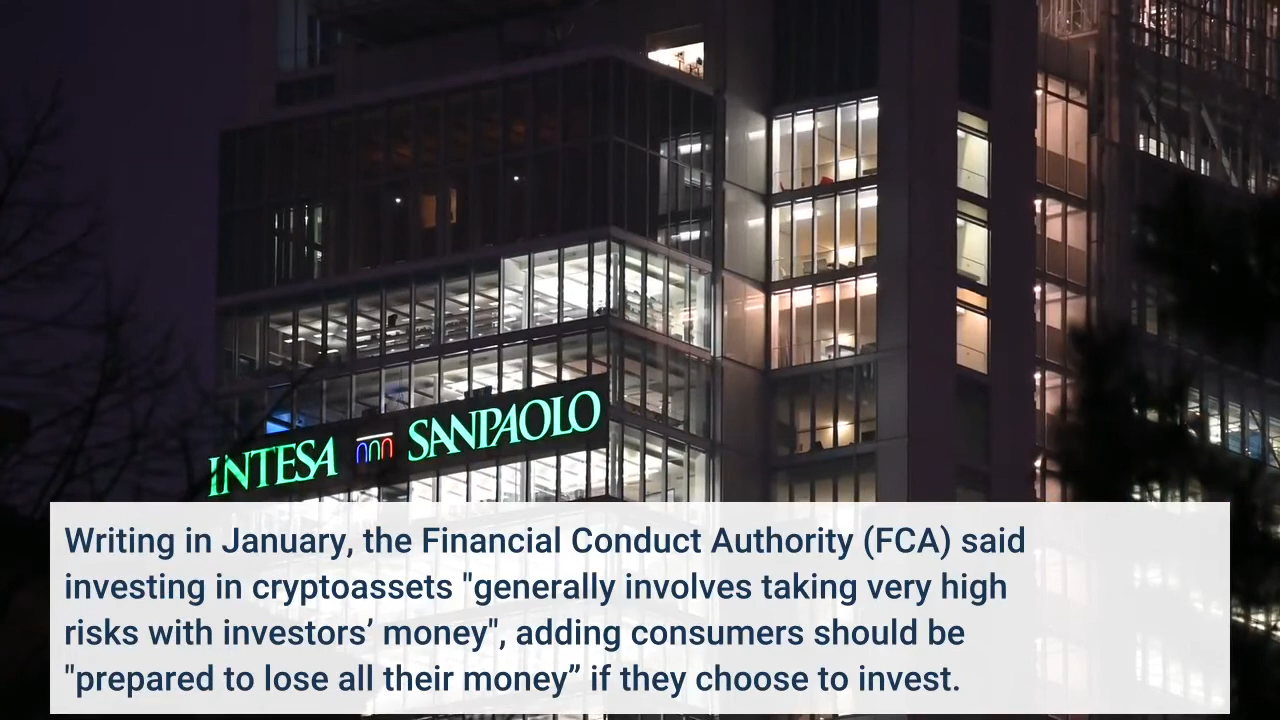 INTESA SANPAOLO
Writing in January, the Financial Conduct Authority (FCA) said
investing in cryptoassets "generally involves taking very high
risks with investors’ money", adding consumers should be
"prepared to lose all their money” if they choose to invest.